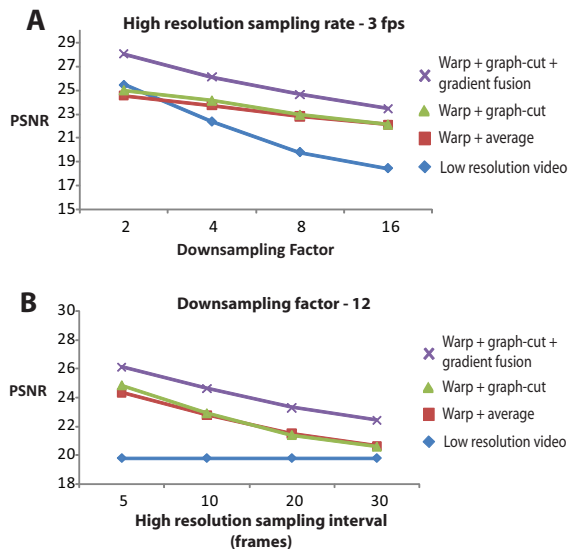 A
High resolution sampling rate - 3 fps
29
27
25
23
21
19
17
15
PSNR
2 4 8 16
Downsampling Factor
Warp + graph-cut +
gradient fusion
Warp + graph-cut
Warp + average
Low resolution video
B
Downsampling factor - 12
30
28
26
24
22
20
18
PSNR
5 10 20 30
High resolution sampling interval
(frames)
Warp + graph-cut +
gradient fusion
Warp + graph-cut
Warp + average
Low resolution video